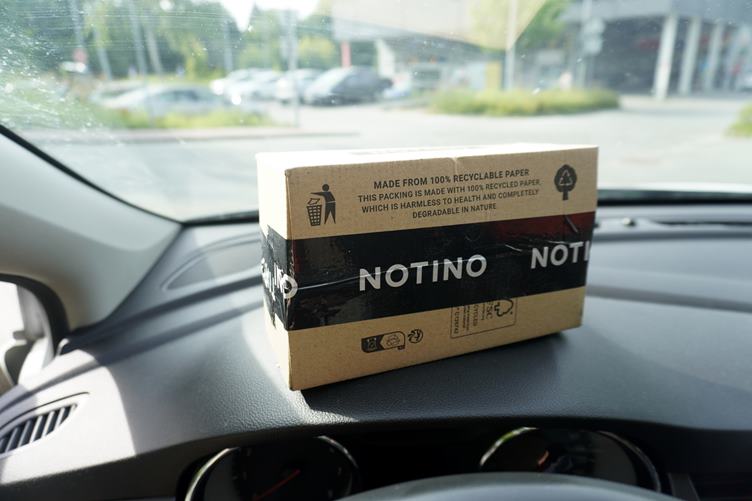 MADE FROM 100% RECYCLABLE PAPER
THIS PACKING IS MADE WITH 100% RECYCLED PAPER,
WHICH IS HARMLESS TO HEALTH AND COMPLETELY
DEGRADABLE IN NATURE
NOTINO
NOTI
FSC